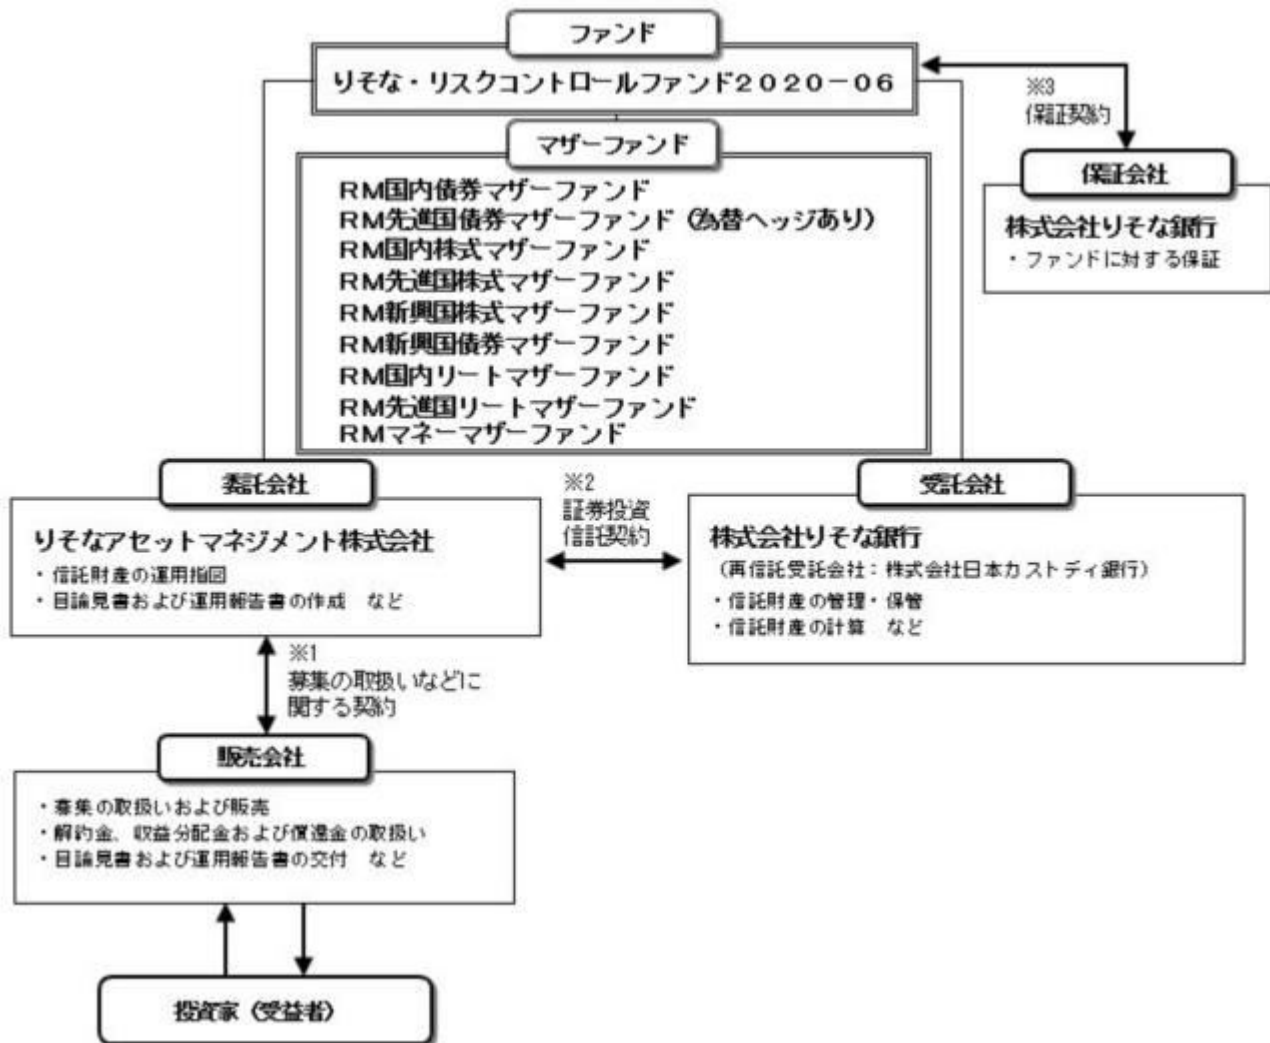 ファンド
りそな・リスクコントロールファンド2020-06
※3
保証契約
マザーファンド
RM国内債券マザーファンド
RM先進国債券マザーファンド(為替ヘッジあり)
RM国内株式マザーファンド
RM先進国株式マザーファンド
RM新興国株式マザーファンド
RM新興国債券マザーファンド
RM国内リートマザーファンド
RM先進国リートマザーファンド
RMマネーマザーファンド
保証会社
株式会社りそな銀行
・ファンドに対する保証
委託会社
りそなアセットマネジメント株式会社
・信託財産の運用指図
・目論見書および運用報告書の作成 など
※2
証券投資
信託契約
受託会社
株式会社りそな銀行
(再信託受託会社:株式会社日本カストディ銀行)
・信託財産の管理・保管
・信託財産の計算 など
※1
募集の取扱いなどに
関する契約
販売会社
・募集の取扱いおよび販売
・解約金、収益分配金および償還金の取扱い
・目論見書および運用報告書の交付 など
投資家(受益者)